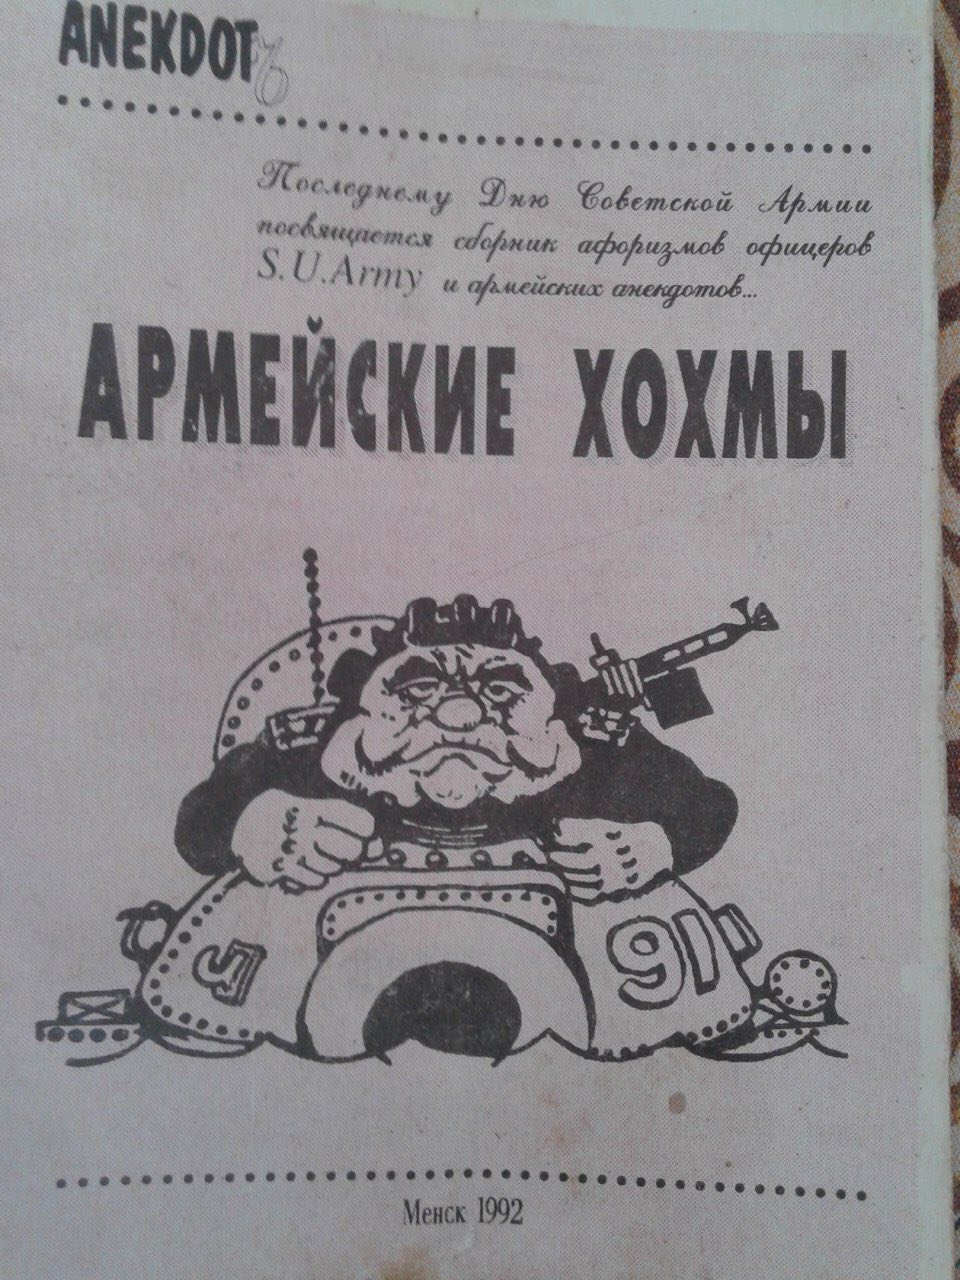 ANEKDOT
Последнему Дню Советской Армии
посвящается сборник афоризмов офицеров
S.U.Army и армейских анекдотов...
АРМЕЙСКИЕ ХОХМЫ
91
Менск 1992